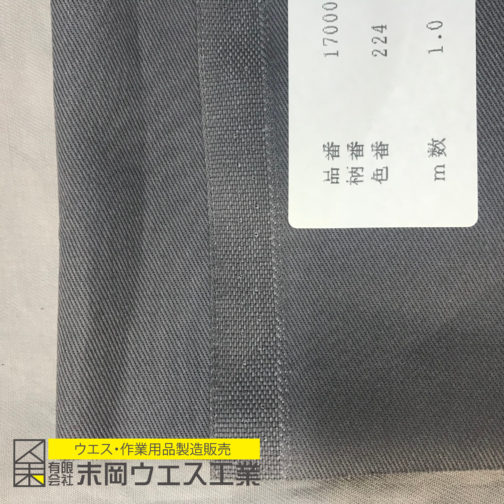 品番 17000
柄番
色番 224
m数 1.0
ウエス・作業用品製造販売
有限会社 末岡ウエス工業